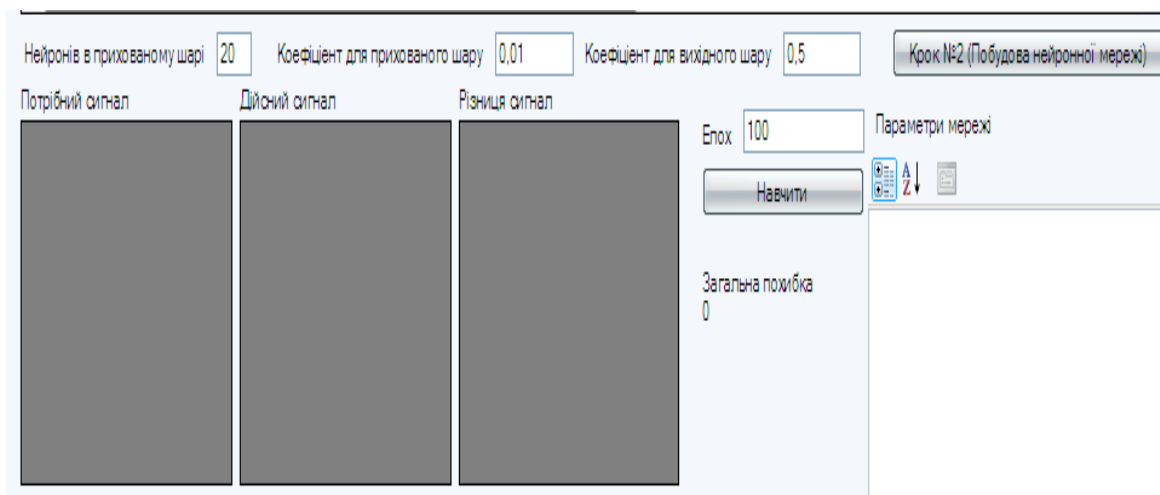 Нейронів в прихованому шарі 20 Коефіцієнт для прихованого шару 0,01 Коефіцієнт для вихідного шару 0,5 Крок №2 (Побудова нейронної мережі)
Потрібний сигнал Дійсний сигнал Різниця сигнал
Епох 100 Параметри мережі
Навчити
Загальна похибка
0